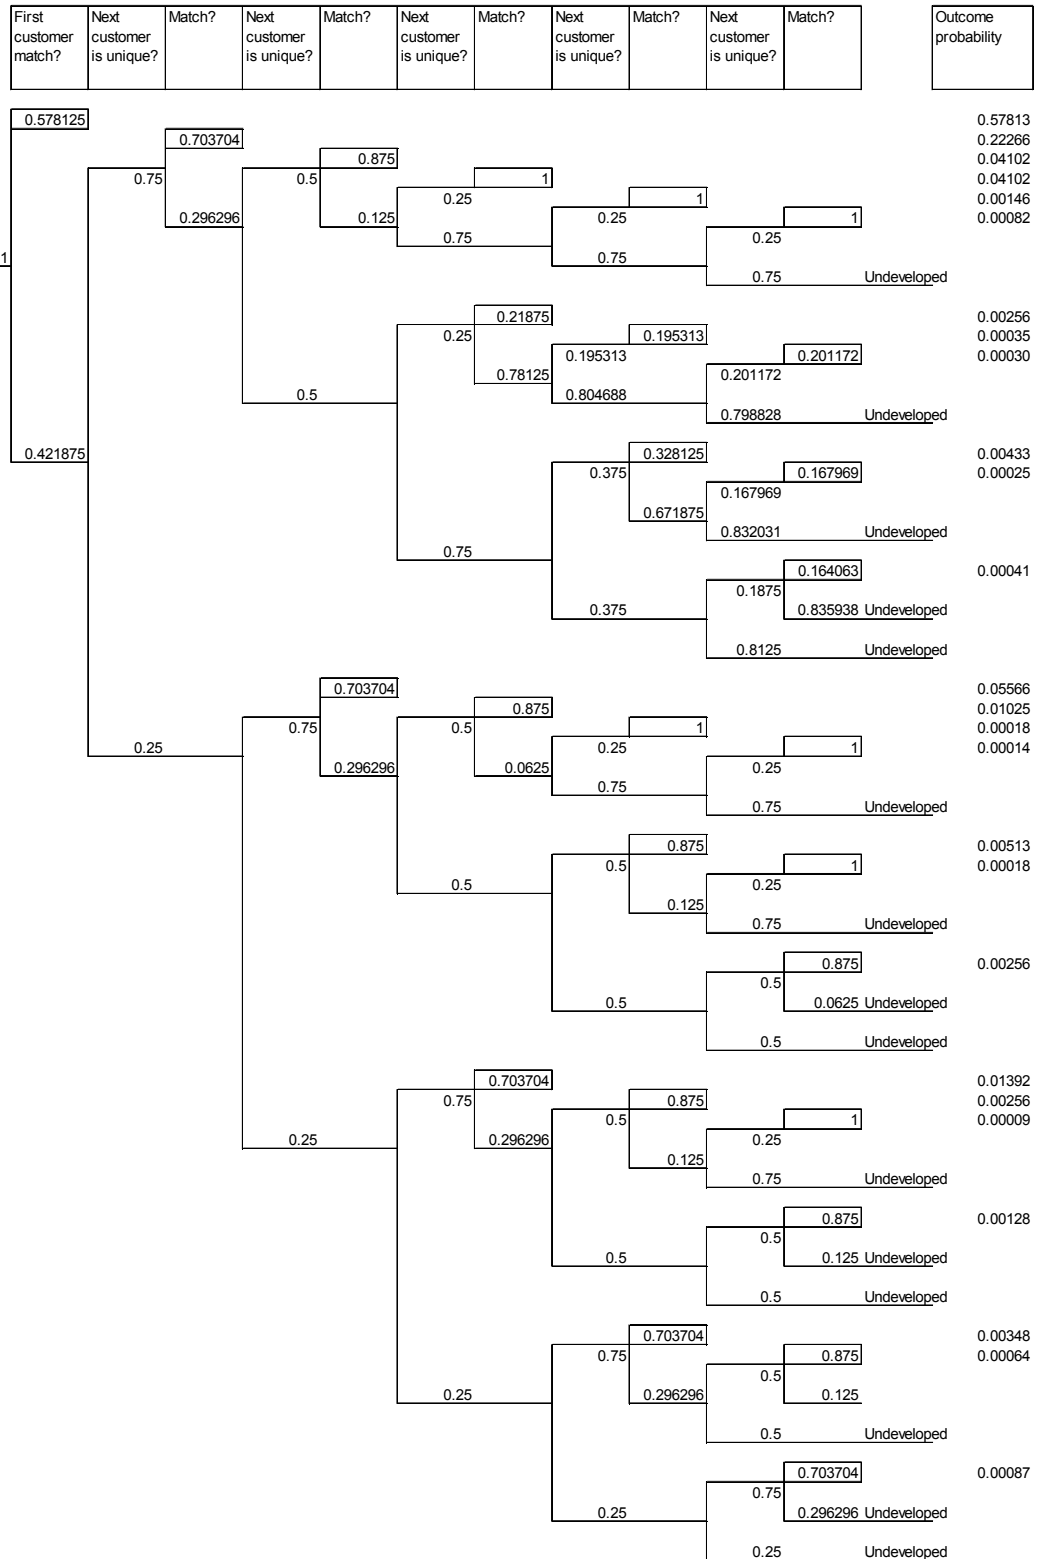 First customer match?
Next customer is unique?
Match?
Next customer is unique?
Match?
Next customer is unique?
Match?
Next customer is unique?
Match?
Next customer is unique?
Match?
Outcome probability
0.578125 0.57813
0.703704 0.22266
0.875 0.04102
0.75 0.5 1 0.04102
0.25 1 0.00146
0.296296 0.125 0.25 1 0.00082
0.75 0.25
1 0.75
0.75 Undeveloped
0.21875 0.00256
0.25 0.195313 0.00035
0.195313 0.201172 0.00030
0.78125 0.201172
0.5 0.804688
0.798828 Undeveloped
0.421875 0.328125 0.00433
0.375 0.167969 0.00025
0.167969
0.671875
0.832031 Undeveloped
0.75
0.164063 0.00041
0.1875
0.375 0.835938 Undeveloped
0.8125 Undeveloped
0.703704 0.05566
0.875 0.01025
0.75 0.5 1 0.00018
0.25 0.25 1 0.00014
0.296296 0.0625 0.25
0.75
0.75 Undeveloped
0.875 0.00513
0.5 1 0.00018
0.5 0.25
0.125
0.75 Undeveloped
0.875 0.00256
0.5
0.5 0.0625 Undeveloped
0.5 Undeveloped
0.703704 0.01392
0.75 0.875 0.00256
0.5 1 0.00009
0.25 0.296296 0.25
0.125
0.75 Undeveloped
0.875 0.00128
0.5
0.5 0.125 Undeveloped
0.5 Undeveloped
0.703704 0.00348
0.75 0.875 0.00064
0.5
0.25 0.296296 0.125
0.5 Undeveloped
0.703704 0.00087
0.75
0.25 0.296296 Undeveloped
0.25 Undeveloped